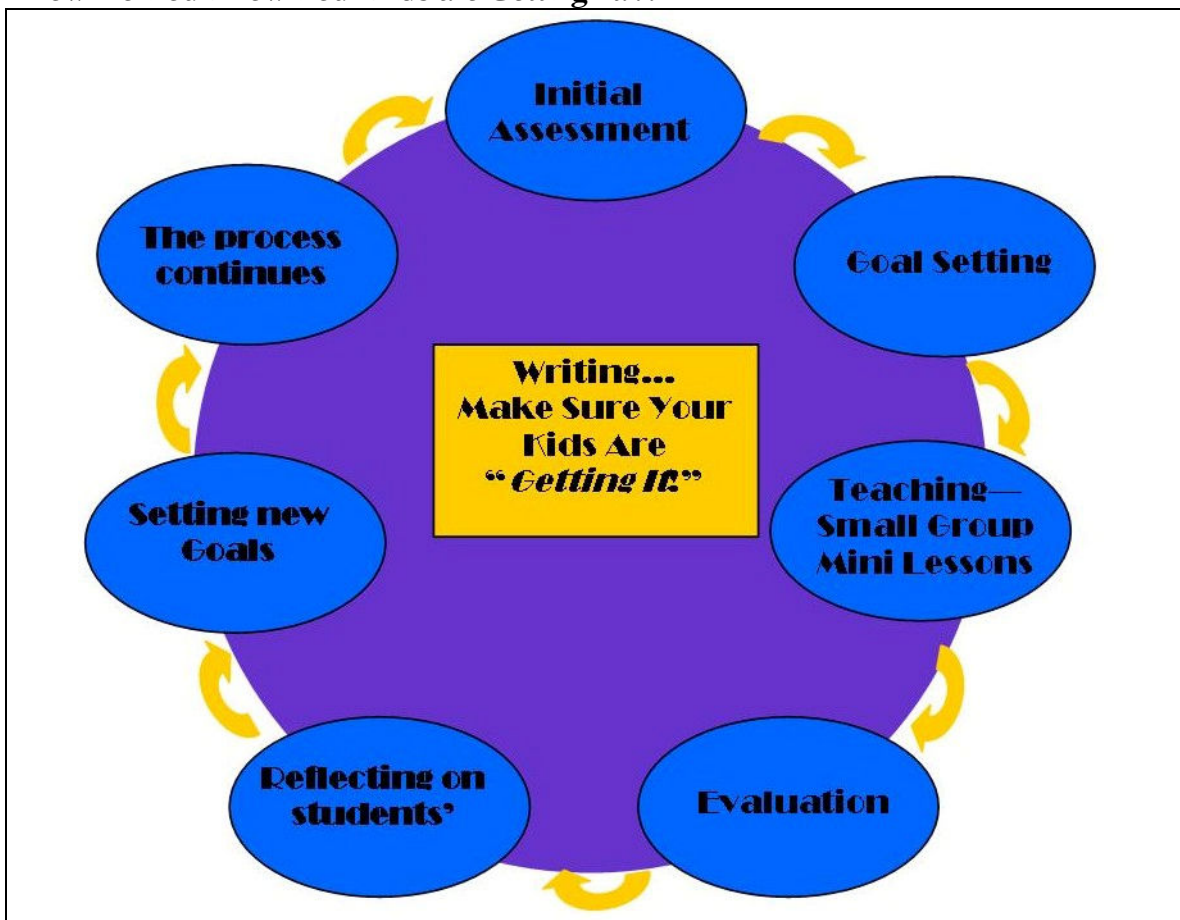 Initial
Assessment
Goal Setting
Teaching—
Small Group
Mini Lessons
Evaluation
Reflecting on
students’
Setting new
Goals
The process
continues
Writing...
Make Sure Your
Kids Are
“Getting It!”